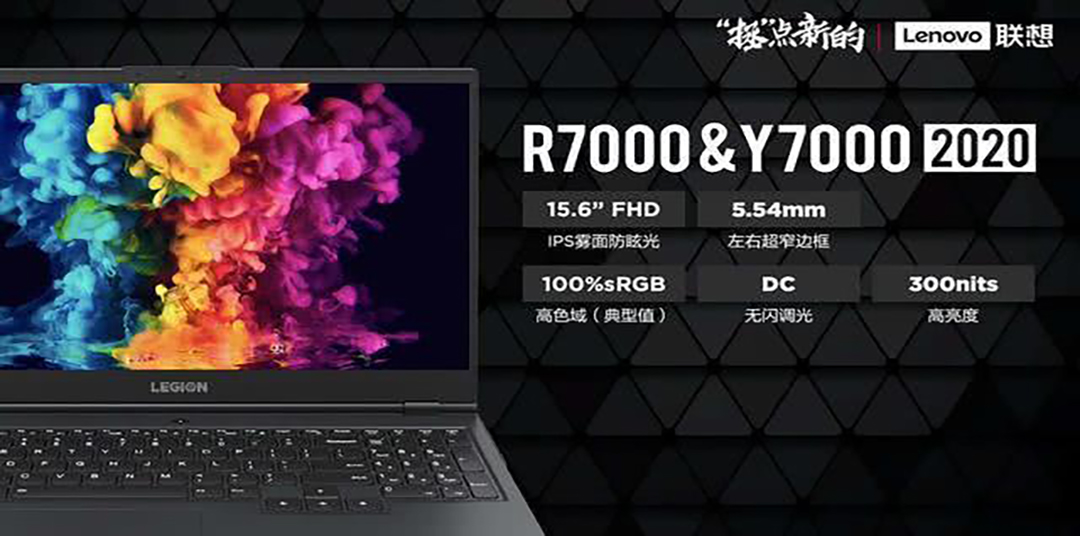 “拯”点新的 Lenovo 联想
R7000&Y7000 2020
15.6” FHD
IPS雾面防眩光
5.54mm
左右超窄边框
100%sRGB
高色域（典型值）
DC
无闪调光
300nits
高亮度
LEGION